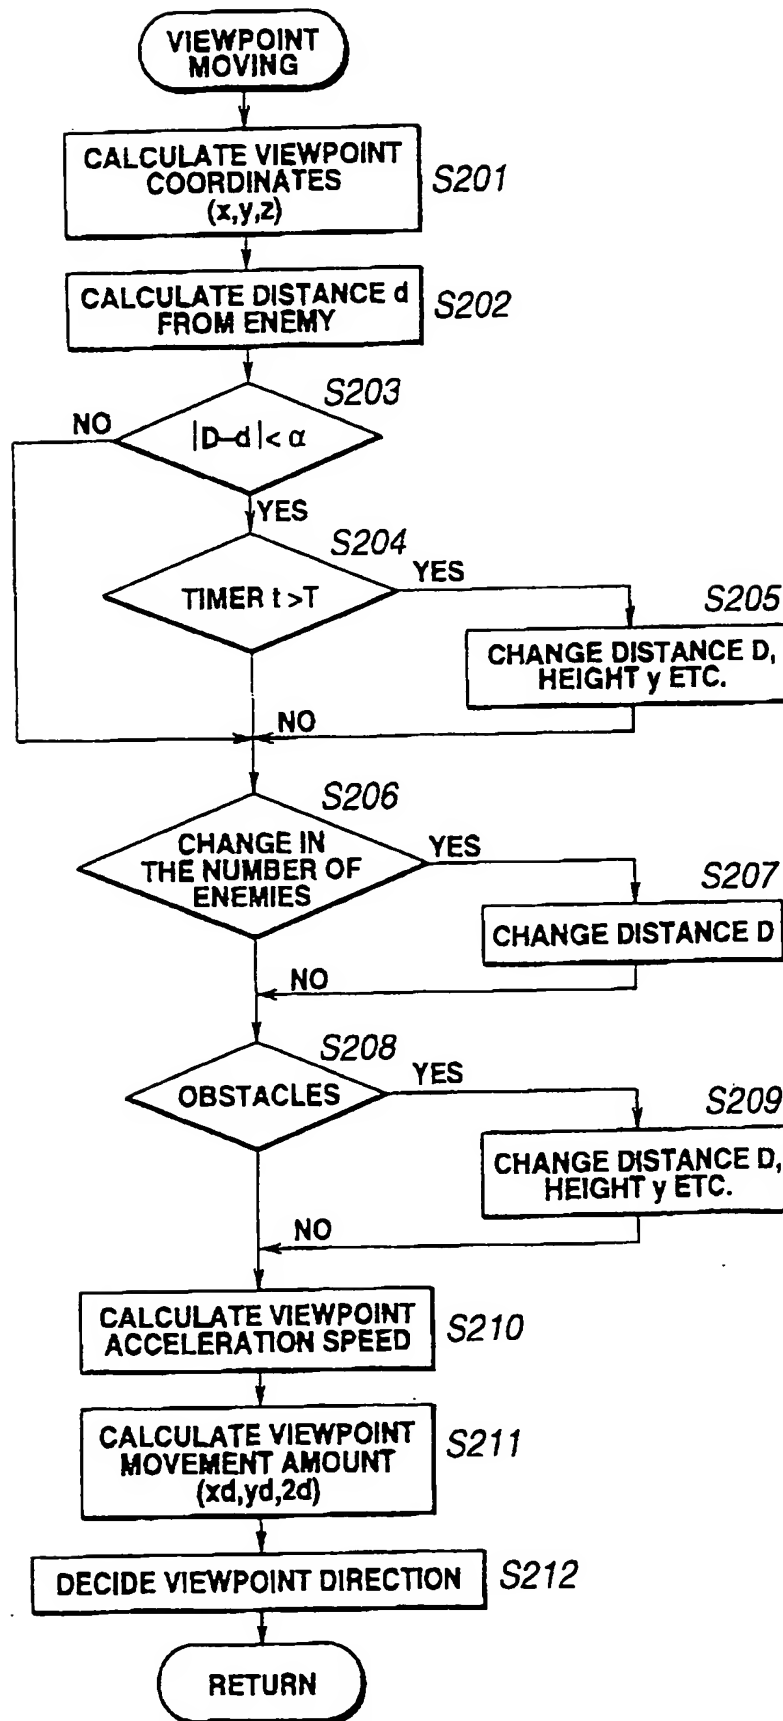 VIEWPOINT
MOVING
CALCULATE VIEWPOINT
COORDINATES
(x,y,z)
S201
CALCULATE DISTANCE d
FROM ENEMY
S202
S203
NO
|D–d|< α
YES
S204
TIMER t >T
YES
S205
CHANGE DISTANCE D,
HEIGHT y ETC.
NO
S206
CHANGE IN
THE NUMBER OF
ENEMIES
YES
S207
CHANGE DISTANCE D
NO
S208
OBSTACLES
YES
S209
CHANGE DISTANCE D,
HEIGHT y ETC.
NO
CALCULATE VIEWPOINT
ACCELERATION SPEED
S210
CALCULATE VIEWPOINT
MOVEMENT AMOUNT
(xd,yd,2d)
S211
DECIDE VIEWPOINT DIRECTION
S212
RETURN